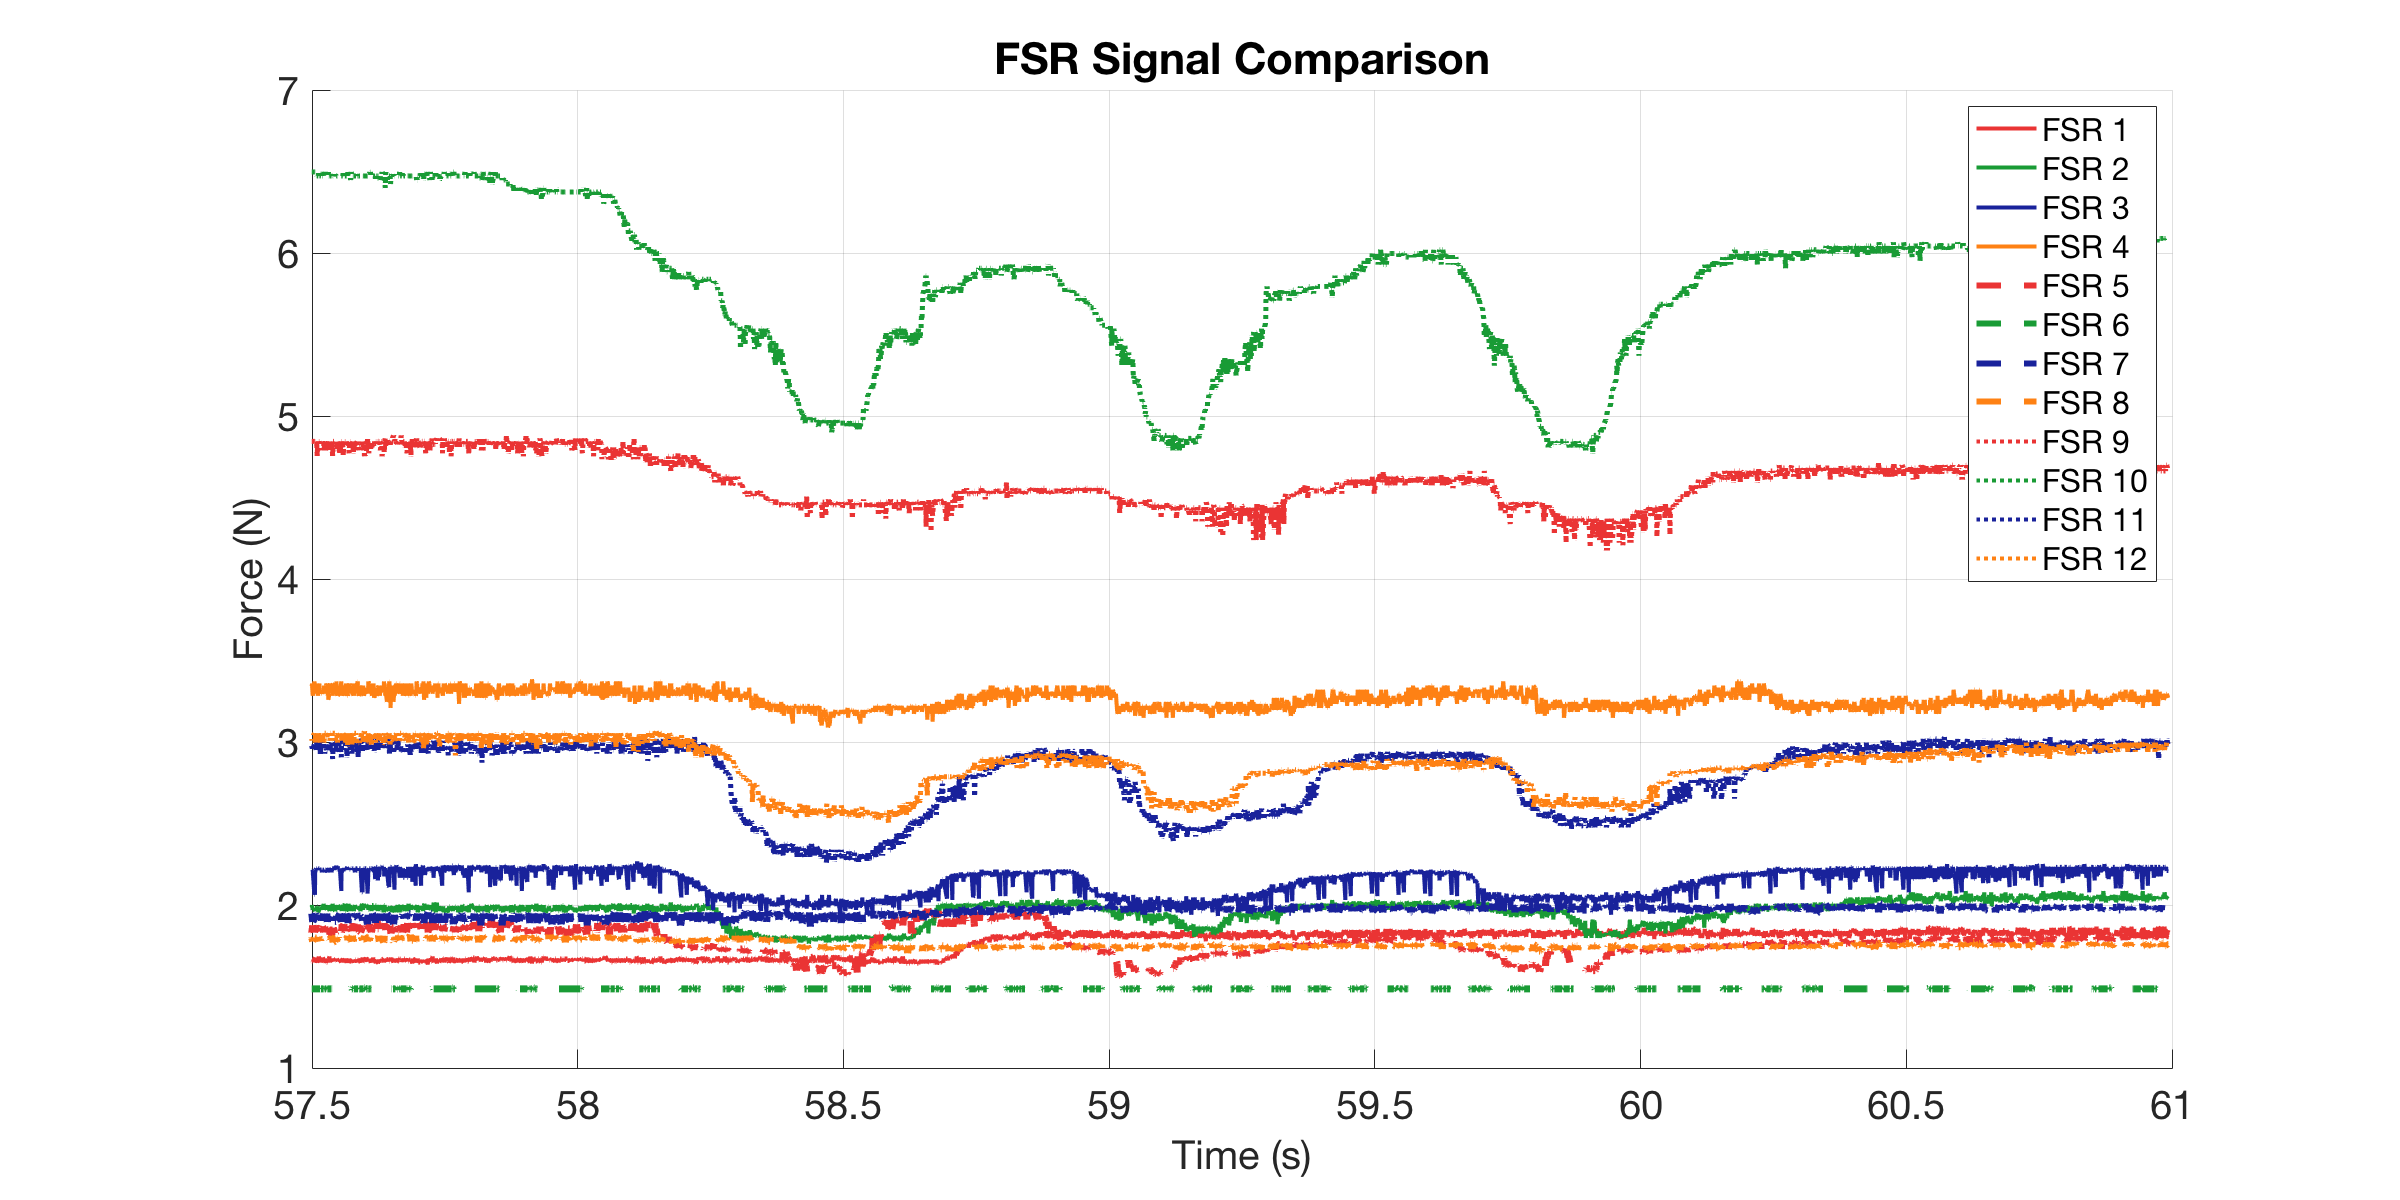 FSR Signal Comparison
7
6
5
4
3
2
1
Force (N)
57.5 58 58.5 59 59.5 60 60.5 61
Time (s)
FSR 1
FSR 2
FSR 3
FSR 4
FSR 5
FSR 6
FSR 7
FSR 8
FSR 9
FSR 10
FSR 11
FSR 12